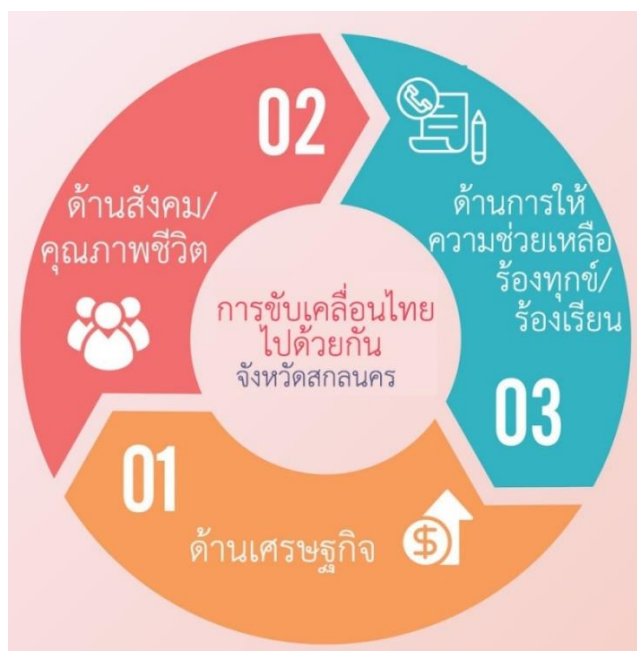 การขับเคลื่อนไทย
ไปด้วยกัน
จังหวัดสกลนคร
01
ด้านเศรษฐกิจ
$
02
ด้านสังคม/
คุณภาพชีวิต
ด้านการให้
ความช่วยเหลือ
ร้องทุกข์/
ร้องเรียน
03